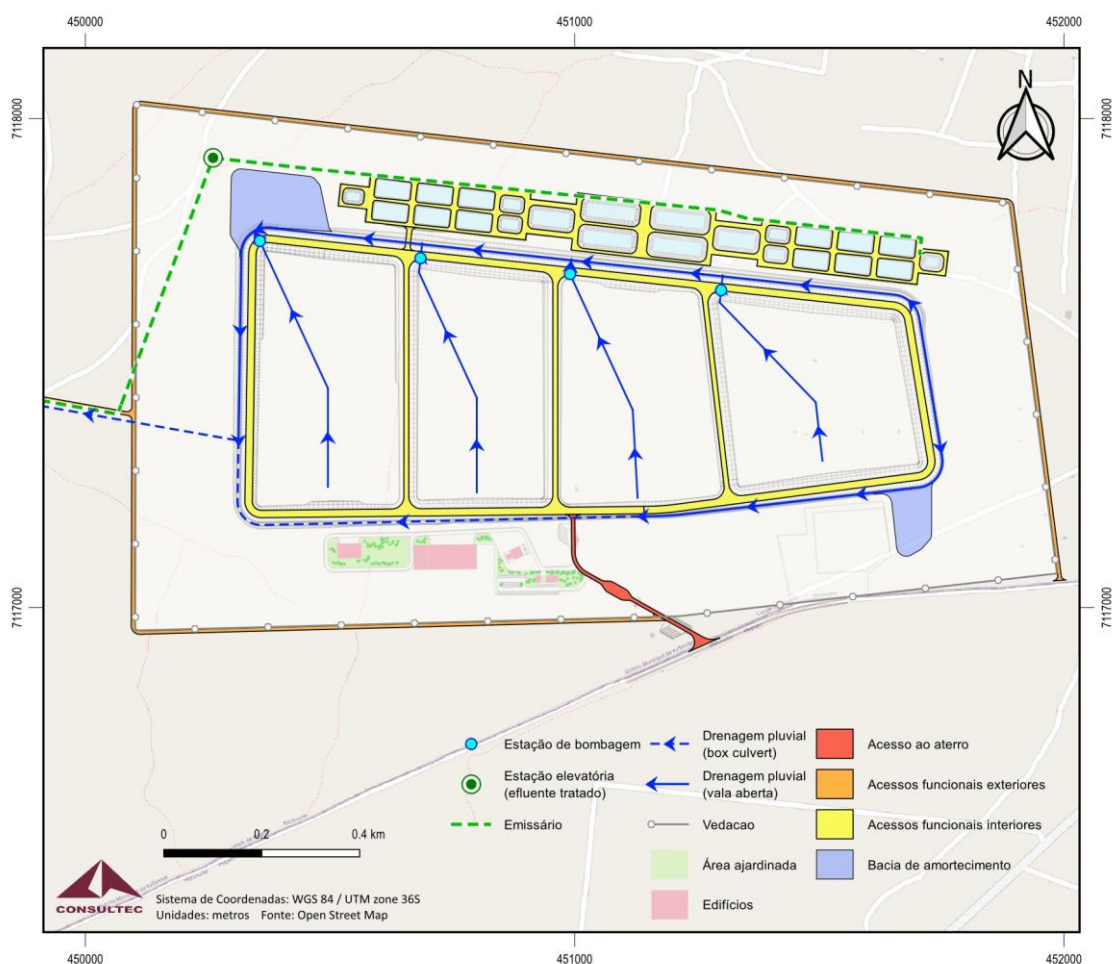 450000
451000
452000
7118000
7118000
N
7117000
7117000
Estação de bombagem
Estação elevatória
(efluente tratado)
Emissário
Drenagem pluvial
(box culvert)
Drenagem pluvial
(vala aberta)
Vedacao
Área ajardinada
Edifícios
Acesso ao aterro
Acessos funcionais exteriores
Acessos funcionais interiores
Bacia de amortecimento
0
0.2
0.4 km
CONSULTEC
Sistema de Coordenadas: WGS 84 / UTM zone 36S
Unidades: metros Fonte: Open Street Map
450000
451000
452000